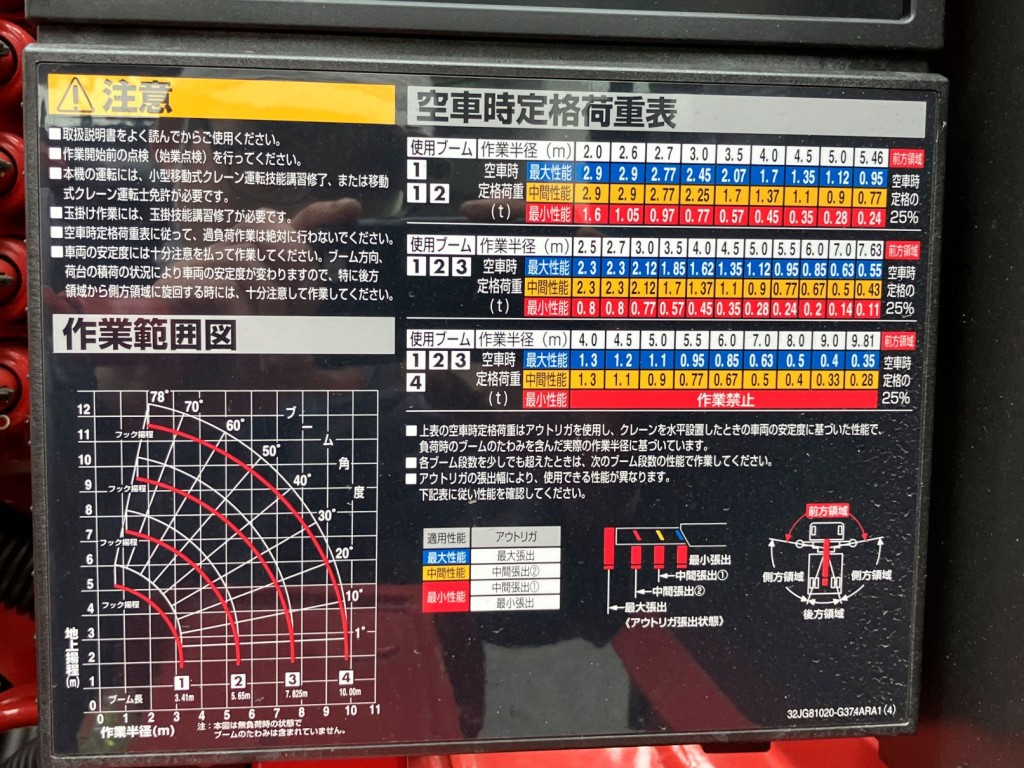 注意
■取扱説明書をよく読んでからご使用ください。
■作業開始前の点検（始業点検）を行ってください。
■本機の運転には、小型移動式クレーン運転技能講習修了、または移動
式クレーン運転士免許が必要です。
■玉掛け作業には、玉掛技能講習修了が必要です。
■空車時定格荷重表に従って、過負荷作業は絶対に行わないでください。
■車両の安定度には十分注意を払って作業してください。ブーム方向、
荷台の積荷の状況により車両の安定度が変わりますので、特に後方
領域から側方領域に旋回する時には、十分注意して作業してください。
作業範囲図
78°
70°
60°
50°
40°
30°
20°
10°
1°
ブーム角度
フック揚程
フック揚程
フック揚程
フック揚程
12
11
10
9
8
7
6
5
4
3
2
1
0
地上揚程(m)
1 2 3 4
ブーム長 3.41m 5.65m 7.825m 10.00m
0 1 2 3 4 5 6 7 8 9 10 11
作業半径(m)
注：本図は無負荷時の状態で
ブームのたわみは含まれていません。
空車時定格荷重表
使用ブーム 作業半径（m） 2.0 2.6 2.7 3.0 3.5 4.0 4.5 5.0 5.46 前方領域
1 空車時 最大性能 2.9 2.9 2.77 2.45 2.07 1.7 1.35 1.12 0.95 空車時
1 2 定格荷重 中間性能 2.9 2.9 2.77 2.25 1.7 1.37 1.1 0.9 0.77 定格の
（t） 最小性能 1.6 1.05 0.97 0.77 0.57 0.45 0.35 0.28 0.24 25%
使用ブーム 作業半径（m） 2.5 2.7 3.0 3.5 4.0 4.5 5.0 5.5 6.0 7.0 7.63 前方領域
1 2 3 空車時 最大性能 2.3 2.3 2.12 1.85 1.62 1.35 1.12 0.95 0.85 0.63 0.55 空車時
定格荷重 中間性能 2.3 2.3 2.12 1.7 1.37 1.1 0.9 0.77 0.67 0.5 0.43 定格の
（t） 最小性能 0.8 0.8 0.77 0.57 0.45 0.35 0.28 0.24 0.2 0.14 0.11 25%
使用ブーム 作業半径（m） 4.0 4.5 5.0 5.5 6.0 7.0 8.0 9.0 9.81 前方領域
1 2 3 空車時 最大性能 1.3 1.2 1.1 0.95 0.85 0.63 0.5 0.4 0.35 空車時
4 定格荷重 中間性能 1.3 1.1 0.9 0.77 0.67 0.5 0.4 0.33 0.28 定格の
（t） 最小性能 作業禁止 25%
■上表の空車時定格荷重はアウトリガを使用し、クレーンを水平設置したときの車両の安定度に基づいた性能で、
負荷時のブームのたわみを含んだ実際の作業半径に基づいています。
■各ブーム段数を少しでも超えたときは、次のブーム段数の性能で作業してください。
■アウトリガの張出幅により、使用できる性能が異なります。
下記表に従い性能を確認してください。
適用性能 アウトリガ
最大性能 最大張出
中間性能 中間張出②
最小性能 中間張出①
最小張出
最小張出
中間張出①
中間張出②
最大張出
《アウトリガ張出状態》
前方領域
側方領域 側方領域
後方領域
32JG81020-G374ARA1（4）